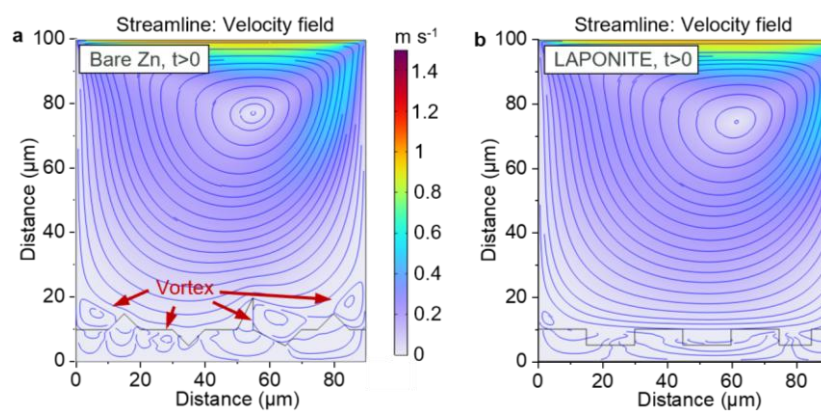 a
Streamline: Velocity field
Bare Zn, t>0
Vortex
Distance (µm)
100
80
60
40
20
0
0 20 40 60 80
Distance (µm)
m s⁻¹
1.4
1.2
1
0.8
0.6
0.4
0.2
0
b
Streamline: Velocity field
LAPONITE, t>0
Distance (µm)
100
80
60
40
20
0
0 20 40 60 80
Distance (µm)